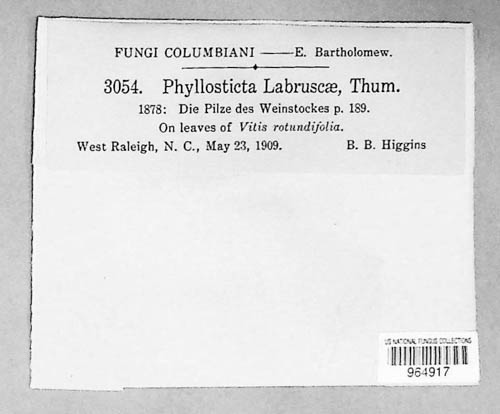 FUNGI COLUMBIANI ——E. Bartholomew.
3054. Phyllosticta Labruscæ, Thum.
1878: Die Pilze des Weinstockes p. 189.
On leaves of Vitis rotundifolia.
West Raleigh, N. C., May 23, 1909. B. B. Higgins
US NATIONAL FUNGUS COLLECTIONS
964917